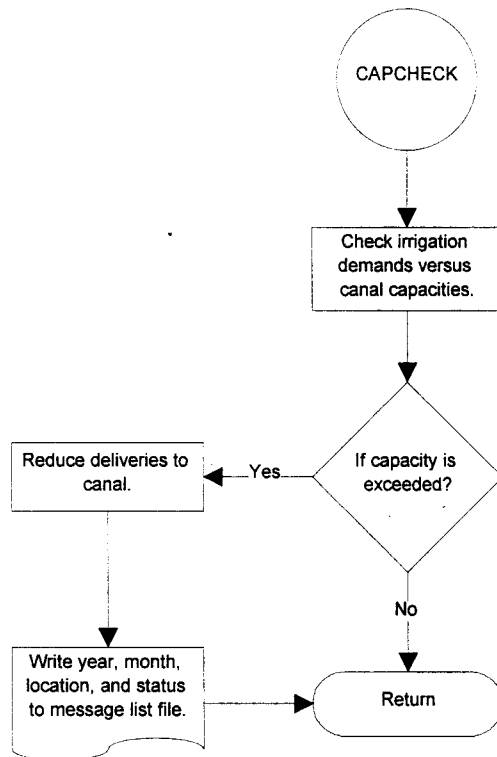 CAPCHECK
Check irrigation
demands versus
canal capacities.
If capacity is
exceeded?
Yes
Reduce deliveries to
canal.
Write year, month,
location, and status
to message list file.
No
Return